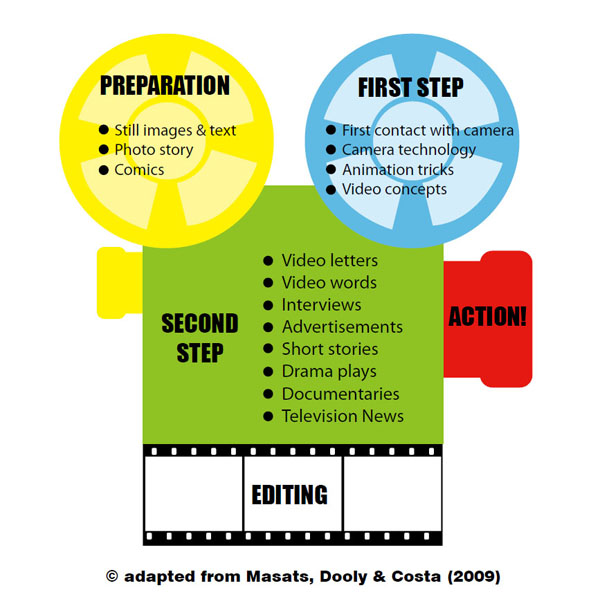 PREPARATION
● Still images & text
● Photo story
● Comics
FIRST STEP
● First contact with camera
● Camera technology
● Animation tricks
● Video concepts
SECOND
STEP
● Video letters
● Video words
● Interviews
● Advertisements
● Short stories
● Drama plays
● Documentaries
● Television News
ACTION!
EDITING
© adapted from Masats, Dooly & Costa (2009)